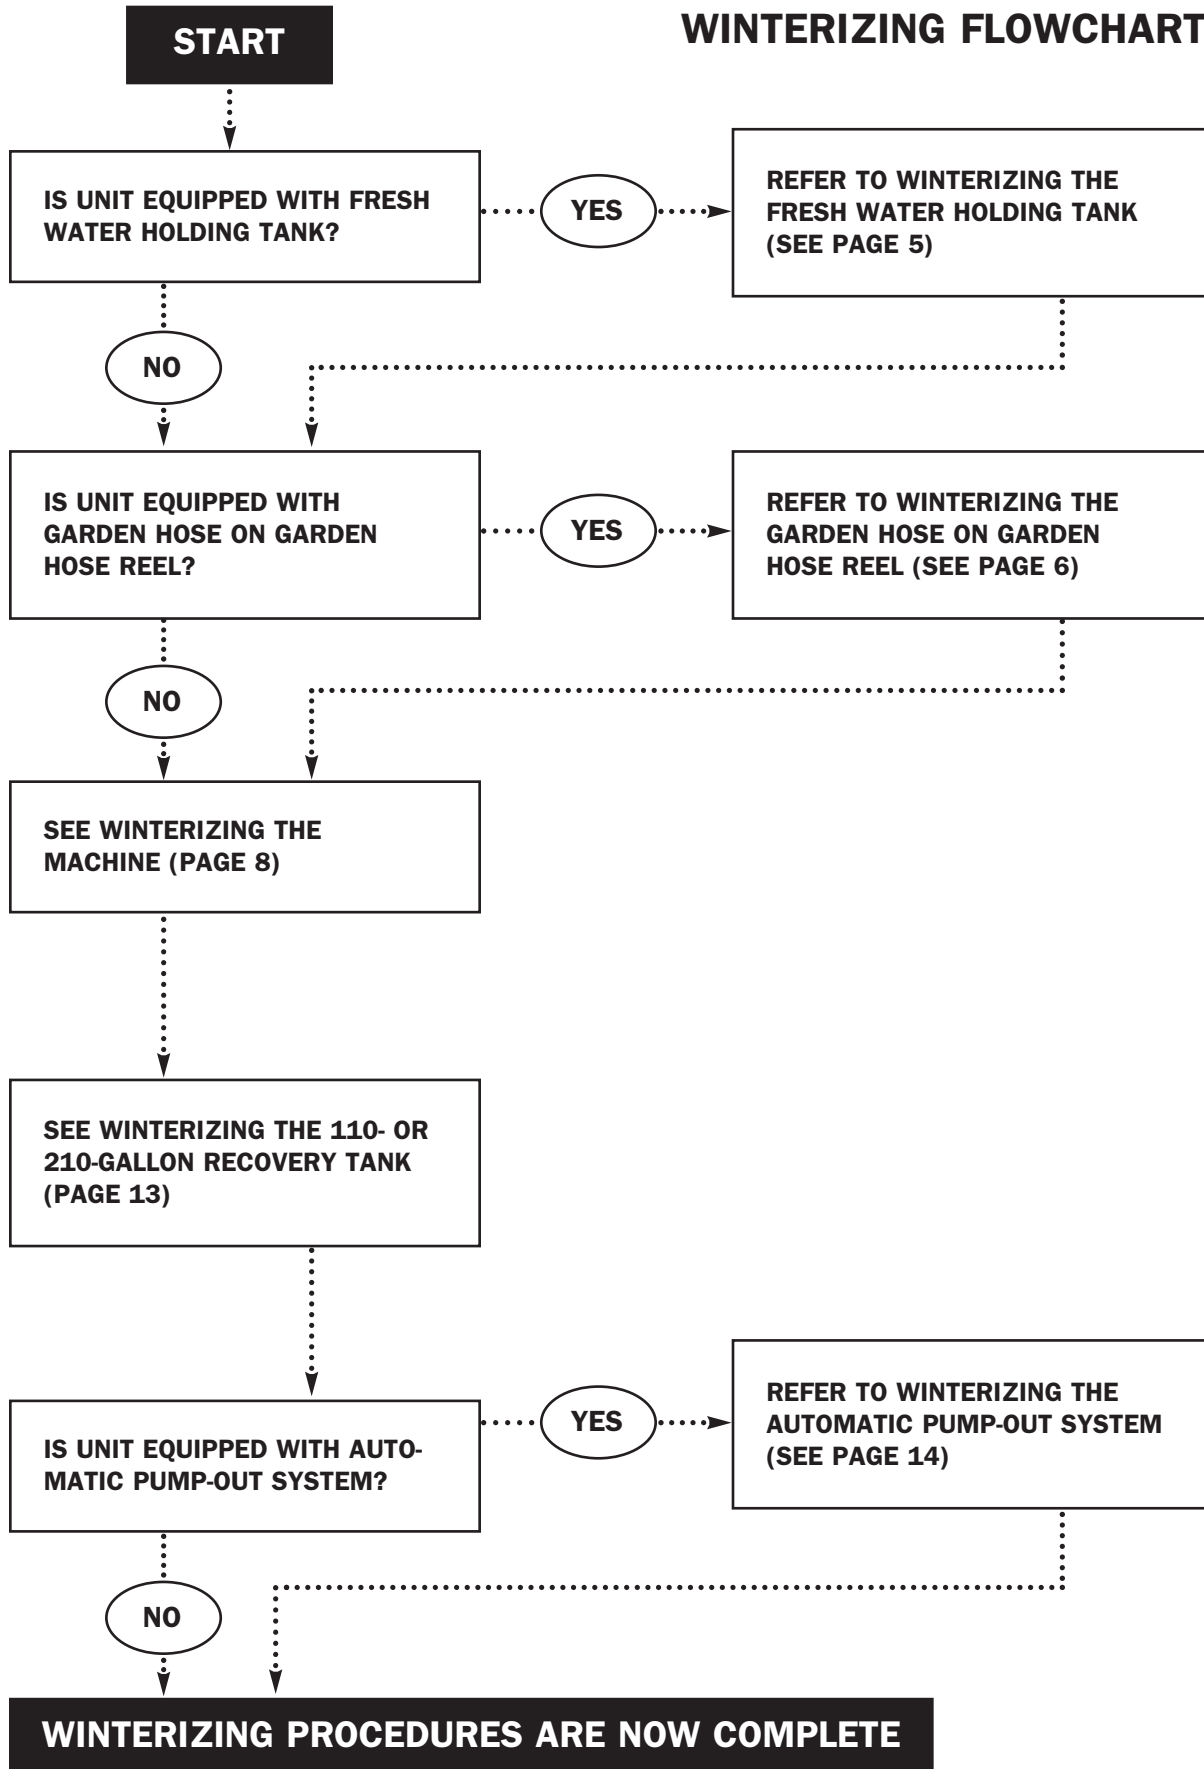 WINTERIZING FLOWCHART
START
IS UNIT EQUIPPED WITH FRESH
WATER HOLDING TANK?
YES
REFER TO WINTERIZING THE
FRESH WATER HOLDING TANK
(SEE PAGE 5)
NO
IS UNIT EQUIPPED WITH
GARDEN HOSE ON GARDEN
HOSE REEL?
YES
REFER TO WINTERIZING THE
GARDEN HOSE ON GARDEN
HOSE REEL (SEE PAGE 6)
NO
SEE WINTERIZING THE
MACHINE (PAGE 8)
SEE WINTERIZING THE 110- OR
210-GALLON RECOVERY TANK
(PAGE 13)
IS UNIT EQUIPPED WITH AUTO-
MATIC PUMP-OUT SYSTEM?
YES
REFER TO WINTERIZING THE
AUTOMATIC PUMP-OUT SYSTEM
(SEE PAGE 14)
NO
WINTERIZING PROCEDURES ARE NOW COMPLETE